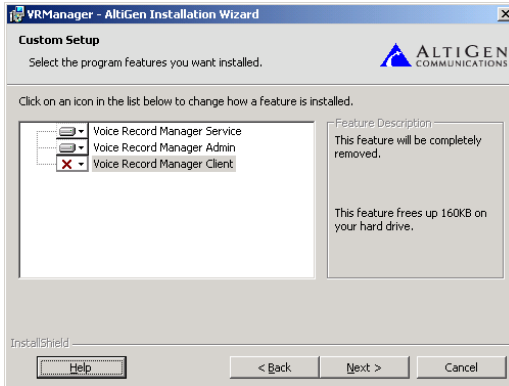 VRManager - AltiGen Installation Wizard
Custom Setup
Select the program features you want installed.
ALTIGEN
COMMUNICATIONS
Click on an icon in the list below to change how a feature is installed.
Voice Record Manager Service
Voice Record Manager Admin
Voice Record Manager Client
Feature Description
This feature will be completely
removed.
This feature frees up 160KB on
your hard drive.
InstallShield
Help
< Back
Next >
Cancel